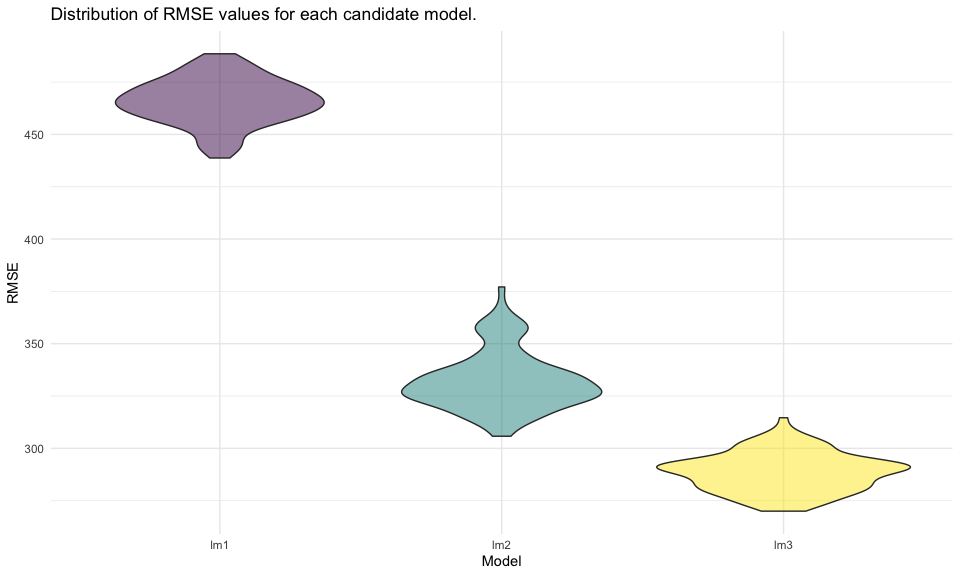 Distribution of RMSE values for each candidate model.
450
400
350
300
RMSE
lm1
lm2
lm3
Model